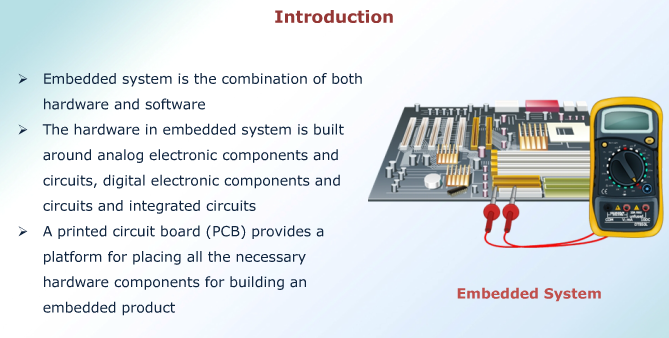 Introduction
➢ Embedded system is the combination of both
hardware and software
➢ The hardware in embedded system is built
around analog electronic components and
circuits, digital electronic components and
circuits and integrated circuits
➢ A printed circuit board (PCB) provides a
platform for placing all the necessary
hardware components for building an
embedded product
Embedded System